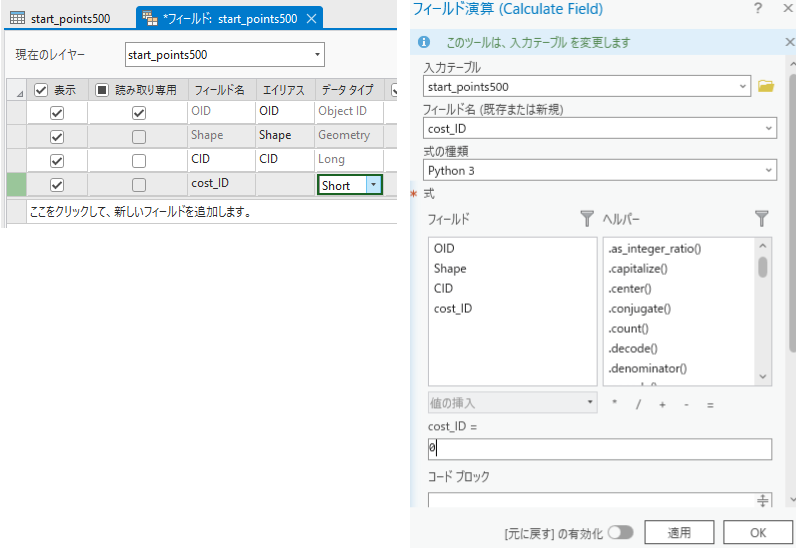 start_points500
*フィールド: start_points500
現在のレイヤー start_points500
表示 読み取り専用 フィールド名 エイリアス データ タイプ
OID OID Object ID
Shape Shape Geometry
CID CID Long
cost_ID Short
ここをクリックして、新しいフィールドを追加します。
フィールド演算 (Calculate Field)
このツールは、入力テーブル を変更します
入力テーブル
start_points500
フィールド名 (既存または新規)
cost_ID
式の種類
Python 3
* 式
フィールド
OID
Shape
CID
cost_ID
ヘルパー
.as_integer_ratio()
.capitalize()
.center()
.conjugate()
.count()
.decode()
.denominator()
値の挿入 * / + - =
cost_ID =
0
コード ブロック
[元に戻す] の有効化 適用 OK